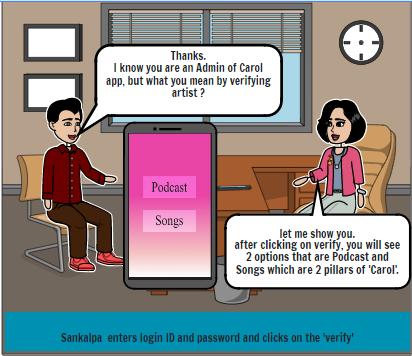 Thanks.
I know you are an Admin of Carol
app, but what you mean by verifying
artist ?
Podcast
Songs
let me show you.
after clicking on verify, you will see
2 options that are Podcast and
Songs which are 2 pillars of 'Carol'.
Sankalpa enters login ID and password and clicks on the 'verify'